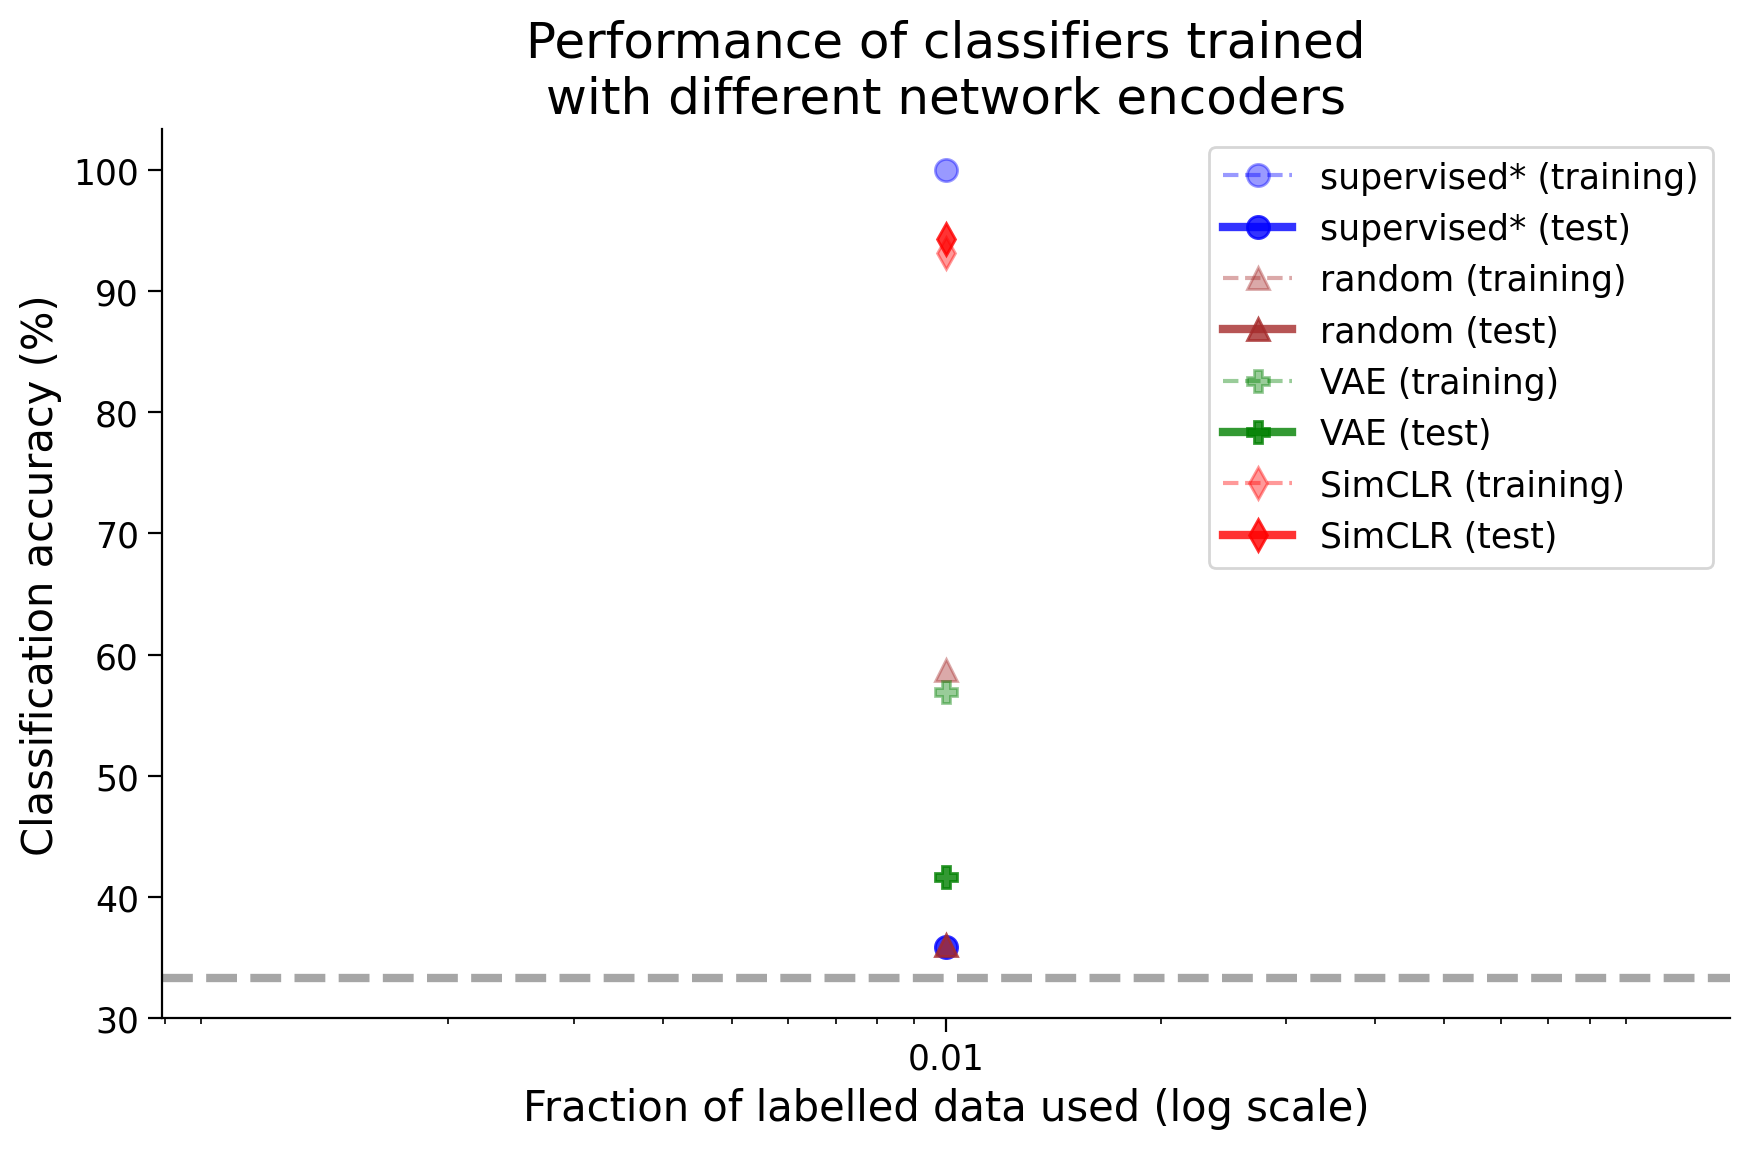 Performance of classifiers trained
with different network encoders
Classification accuracy (%)
100
90
80
70
60
50
40
30
supervised* (training)
supervised* (test)
random (training)
random (test)
VAE (training)
VAE (test)
SimCLR (training)
SimCLR (test)
0.01
Fraction of labelled data used (log scale)